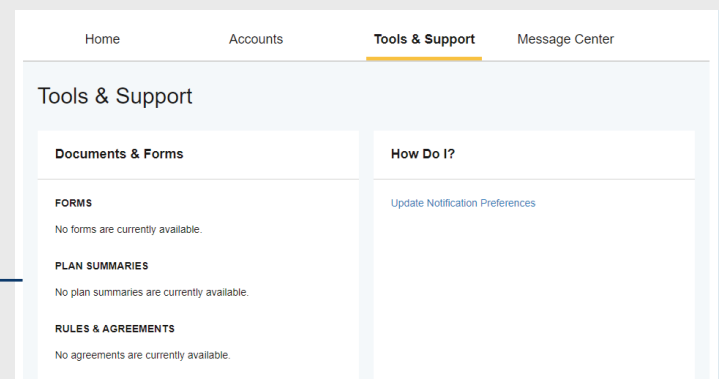 Home Accounts Tools & Support Message Center
Tools & Support
Documents & Forms
FORMS
No forms are currently available.
PLAN SUMMARIES
No plan summaries are currently available.
RULES & AGREEMENTS
No agreements are currently available.
How Do I?
Update Notification Preferences